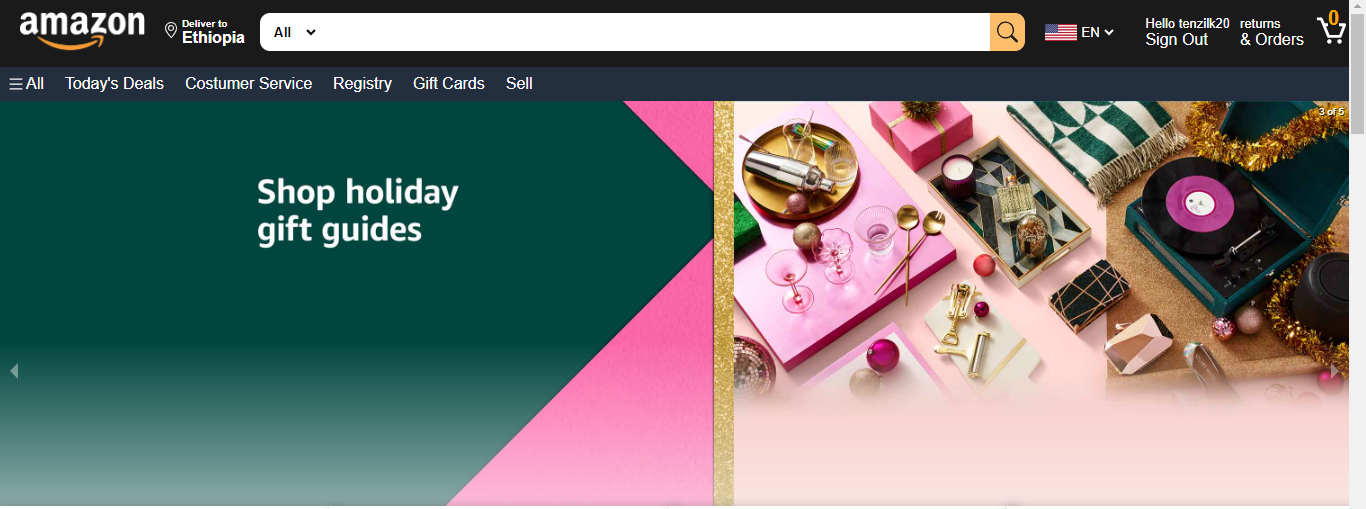 amazon
Deliver to
Ethiopia
All
EN
Hello tenzilk20
Sign Out
returns
& Orders
0
All
Today's Deals
Costumer Service
Registry
Gift Cards
Sell
3 of 5
Shop holiday
gift guides